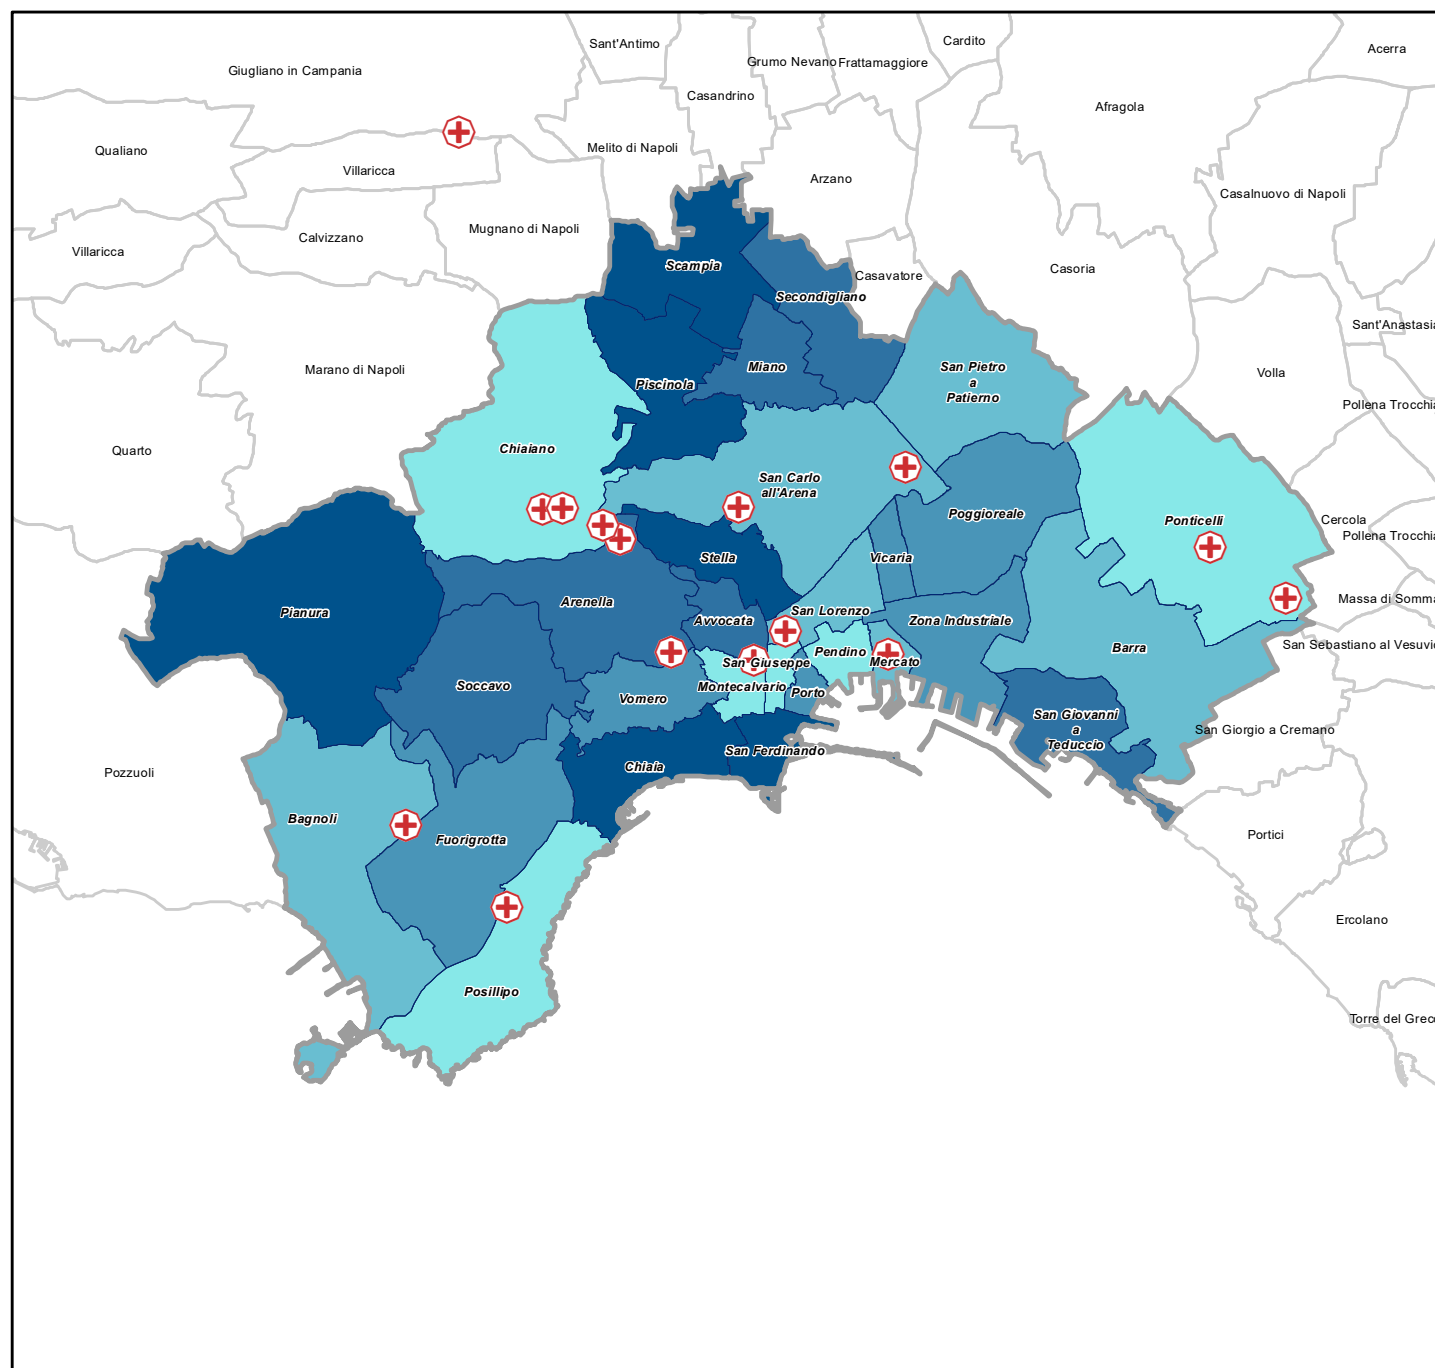 Sant'Antimo
Cardito
Acerra
Giugliano in Campania
Grumo Nevano
Frattamaggiore
Casandrino
Afragola
Qualiano
Melito di Napoli
Villaricca
Arzano
Casalnuovo di Napoli
Mugnano di Napoli
Calvizzano
Villaricca
Scampia
Casoria
Casavatore
Secondigliano
Sant'Anastasia
Marano di Napoli
Miano
San Pietro
a
Patierno
Volla
Piscinola
Pollena Trocchia
Quarto
Chiaiano
San Carlo
all'Arena
Poggioreale
Ponticelli
Cercola
Pollena Trocchia
Stella
Vicaria
Massa di Somma
Pianura
Arenella
Avvocata
San Lorenzo
Zona Industriale
San Sebastiano al Vesuvio
Barra
Pendino
Mercato
San Giuseppe
Soccavo
Montecalvario
Porto
Vomero
San Giovanni
a
Teduccio
San Giorgio a Cremano
San Ferdinando
Chiaia
Pozzuoli
Bagnoli
Fuorigrotta
Portici
Ercolano
Posillipo
Torre del Greco